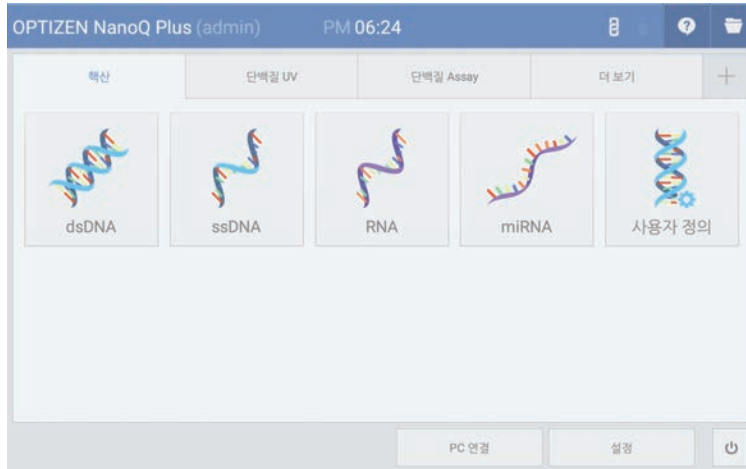 OPTIZEN NanoQ Plus (admin) PM 06:24
핵산 단백질 UV 단백질 Assay 더 보기 +
dsDNA ssDNA RNA miRNA 사용자 정의
PC 연결 설정